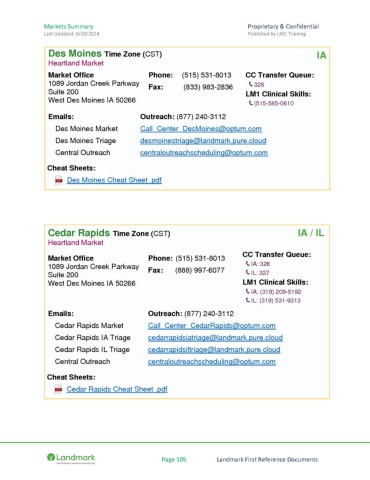 Markets Summary Proprietary & Confidential
Last Updated: 6/20/2024 Published by LM1 Training
Des Moines Time Zone (CST) IA
Heartland Market
Market Office Phone: (515) 531-8013 CC Transfer Queue:
1089 Jordan Creek Parkway Fax: (833) 983-2836 328
Suite 200 LM1 Clinical Skills:
West Des Moines IA 50266 (515-585-0610
Emails: Outreach: (877) 240-3112
Des Moines Market Call_Center_DesMoines@optum.com
Des Moines Triage desmoinestriage@landmark.pure.cloud
Central Outreach centraloutreachscheduling@optum.com
Cheat Sheets:
Des Moines Cheat Sheet .pdf
Cedar Rapids Time Zone (CST) IA / IL
Heartland Market
Market Office Phone: (515) 531-8013 CC Transfer Queue:
1089 Jordan Creek Parkway Fax: (888) 997-6077 IA: 326
Suite 200 IL: 327
West Des Moines IA 50266 LM1 Clinical Skills:
IA: (319) 209-5192
IL: (319) 531-9313
Emails: Outreach: (877) 240-3112
Cedar Rapids Market Call_Center_CedarRapids@optum.com
Cedar Rapids IA Triage cedarrapidsiatriage@landmark.pure.cloud
Cedar Rapids IL Triage cedarrapidsiltriage@landmark.pure.cloud
Central Outreach centraloutreachscheduling@optum.com
Cheat Sheets:
Cedar Rapids Cheat Sheet .pdf
Landmark Page 105 Landmark First Reference Documents